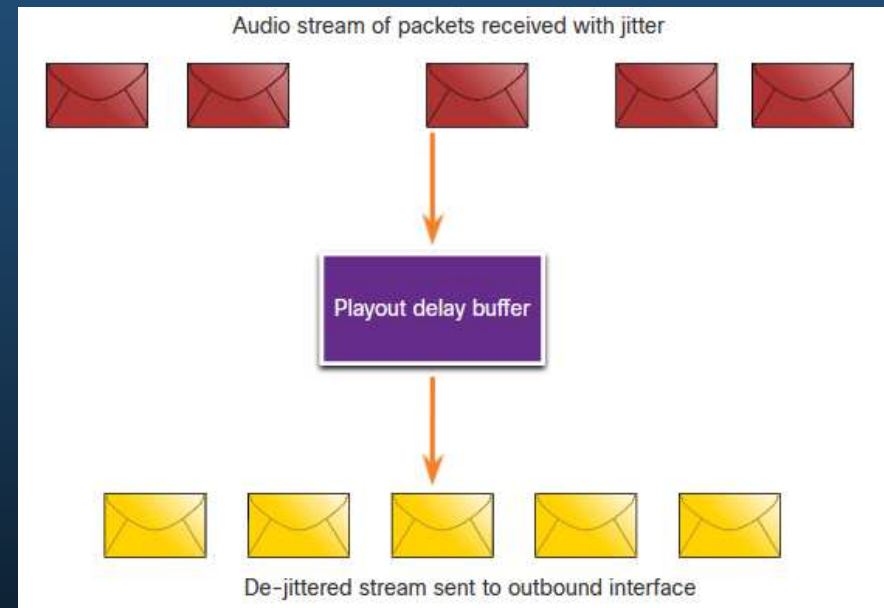 Audio stream of packets received with jitter
Playout delay buffer
De-jittered stream sent to outbound interface